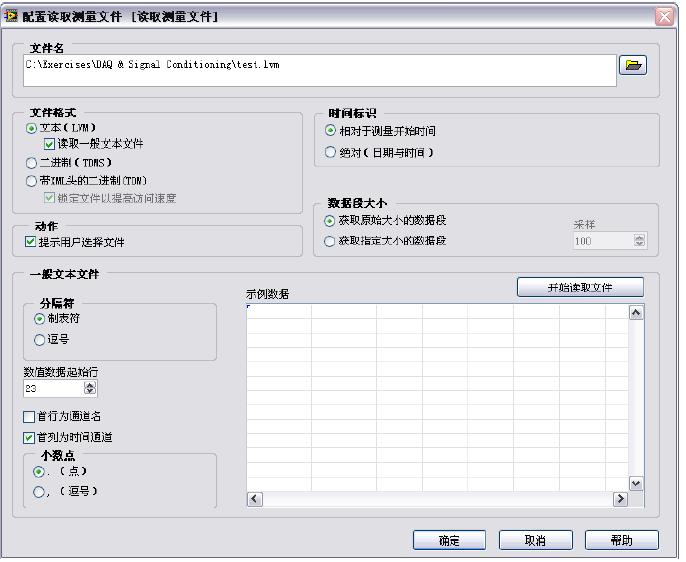 配置读取测量文件 [读取测量文件]
文件名
C:\Exercises\DAQ & Signal Conditioning\test.lvm
文件格式
文本(LVM)
读取一般文本文件
二进制(TDMS)
带XML头的二进制(TDM)
锁定文件以提高访问速度
时间标识
相对于测量开始时间
绝对(日期与时间)
数据段大小
获取原始大小的数据段
获取指定大小的数据段
采样
100
动作
提示用户选择文件
一般文本文件
分隔符
制表符
逗号
数值数据起始行
23
首行为通道名
首列为时间通道
小数点
.(点)
,(逗号)
示例数据
开始读取文件
确定
取消
帮助